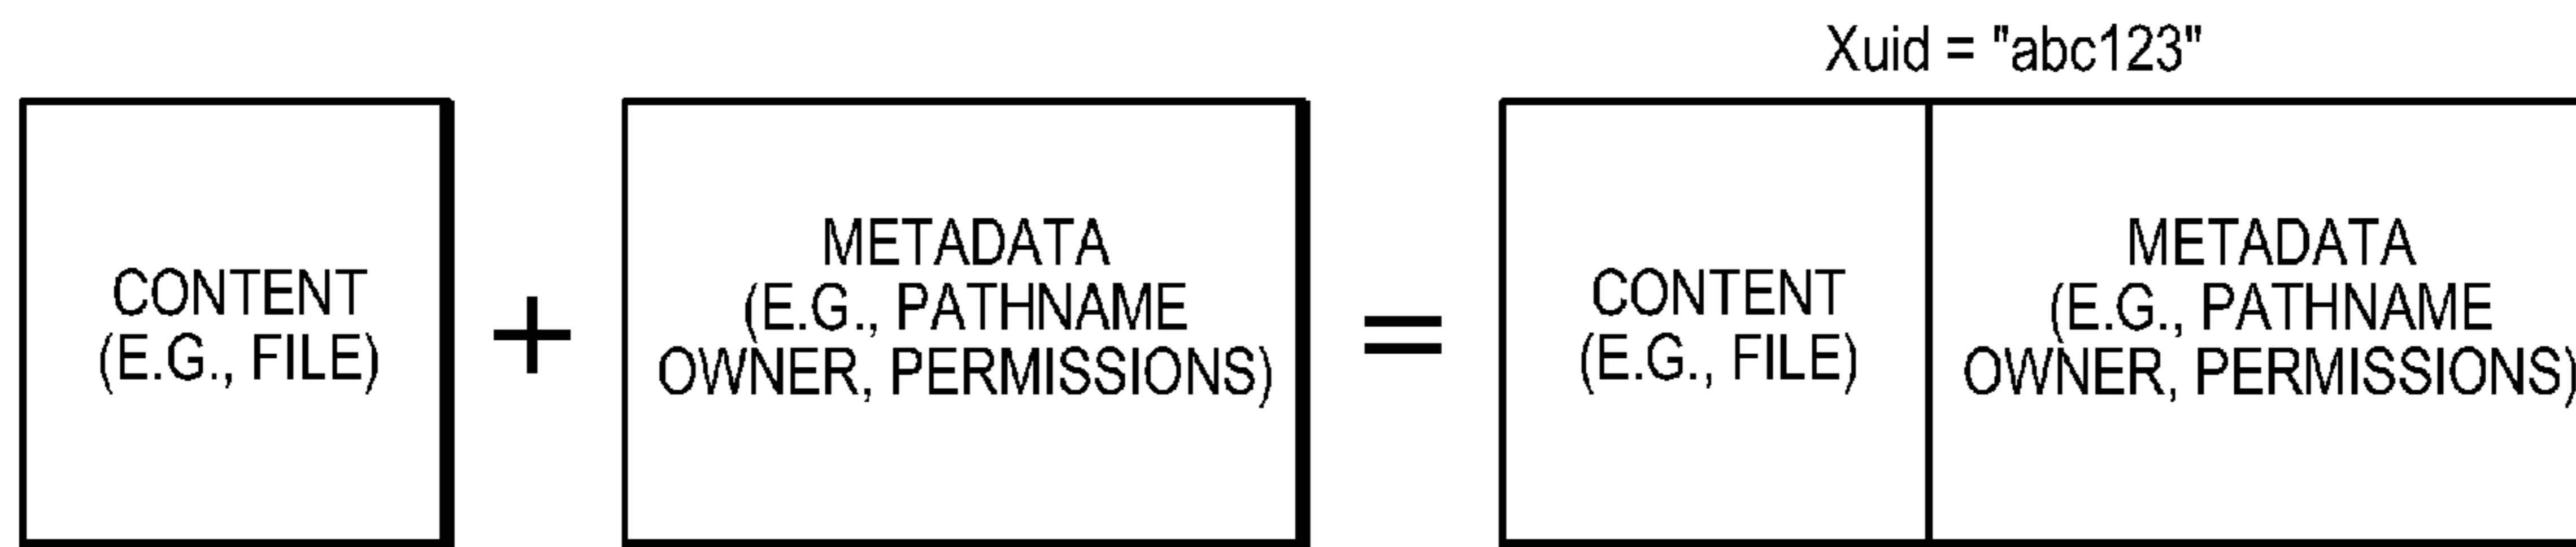 Xuid = "abc123"
CONTENT
(E.G., FILE)
+
METADATA
(E.G., PATHNAME
OWNER, PERMISSIONS)
=
CONTENT
(E.G., FILE)
METADATA
(E.G., PATHNAME
OWNER, PERMISSIONS)